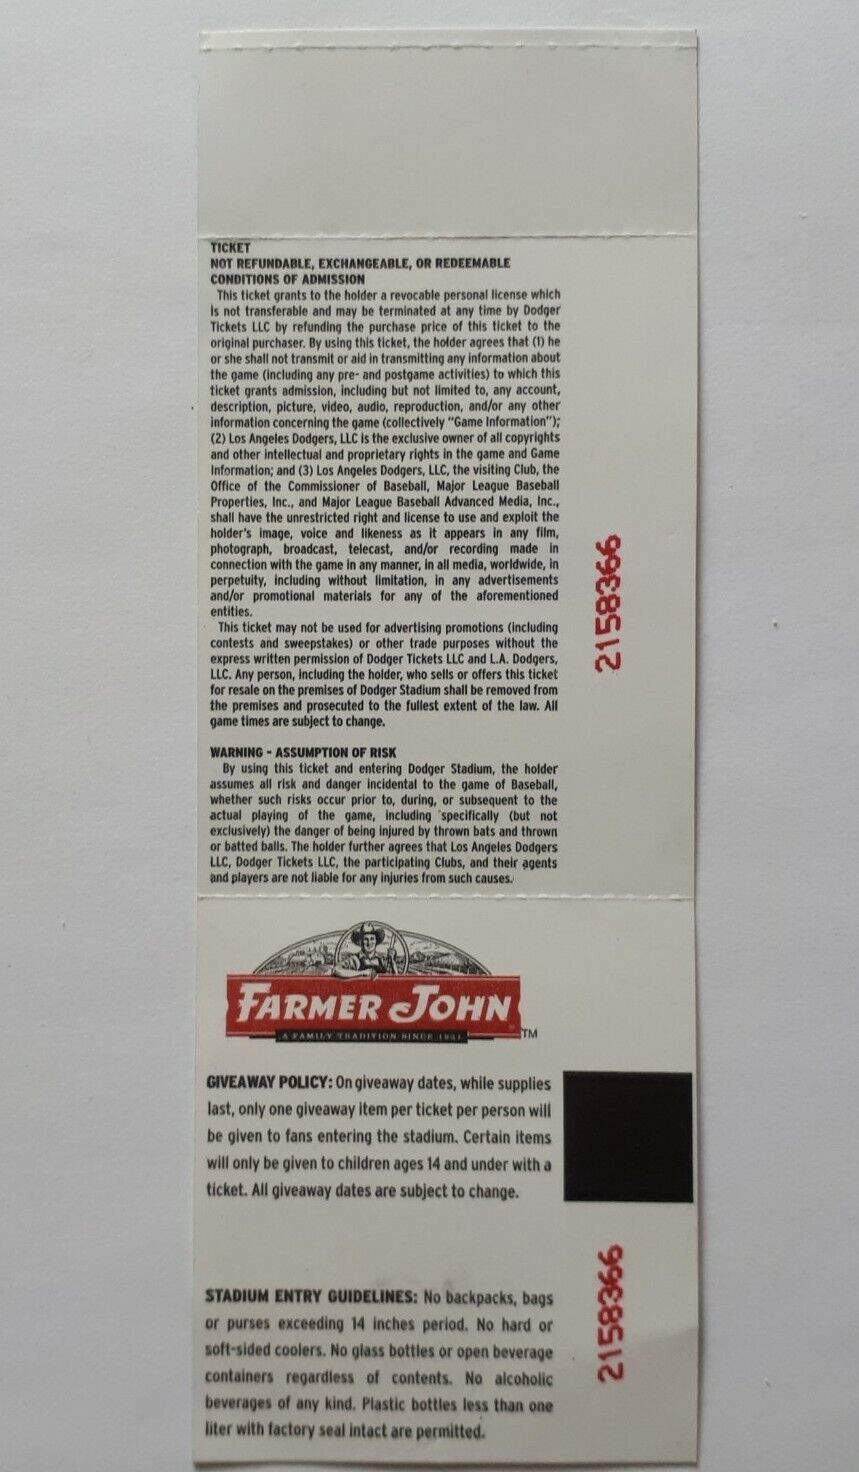 TICKET
NOT REFUNDABLE, EXCHANGEABLE, OR REDEEMABLE
CONDITIONS OF ADMISSION
This ticket grants to the holder a revocable personal license which
is not transferable and may be terminated at any time by Dodger
Tickets LLC by refunding the purchase price of this ticket to the
original purchaser. By using this ticket, the holder agrees that (1) he
or she shall not transmit or aid in transmitting any information about
the game (including any pre- and postgame activities) to which this
ticket grants admission, including but not limited to, any account,
description, picture, video, audio, reproduction, and/or any other
information concerning the game (collectively "Game Information");
(2) Los Angeles Dodgers, LLC is the exclusive owner of all copyrights
and other intellectual and proprietary rights in the game and Game
Information; and (3) Los Angeles Dodgers, LLC, the visiting Club, the
Office of the Commissioner of Baseball, Major League Baseball
Properties, Inc., and Major League Baseball Advanced Media, Inc.,
shall have the unrestricted right and license to use and exploit the
holder's image, voice and likeness as it appears in any film,
photograph, broadcast, telecast, and/or recording made in
connection with the game in any manner, in all media, worldwide, in
perpetuity, including without limitation, in any advertisements
and/or promotional materials for any of the aforementioned
entities.
This ticket may not be used for advertising promotions (including
contests and sweepstakes) or other trade purposes without the
express written permission of Dodger Tickets LLC and L.A. Dodgers,
LLC. Any person, including the holder, who sells or offers this ticket
for resale on the premises of Dodger Stadium shall be removed from
the premises and prosecuted to the fullest extent of the law. All
game times are subject to change.
WARNING - ASSUMPTION OF RISK
By using this ticket and entering Dodger Stadium, the holder
assumes all risk and danger incidental to the game of Baseball,
whether such risks occur prior to, during, or subsequent to the
actual playing of the game, including specifically (but not
exclusively) the danger of being injured by thrown bats and thrown
or batted balls. The holder further agrees that Los Angeles Dodgers
LLC, Dodger Tickets LLC, the participating Clubs, and their agents
and players are not liable for any injuries from such causes.
2158366
FARMER JOHN
A FAMILY TRADITION SINCE 1931
TM
GIVEAWAY POLICY: On giveaway dates, while supplies
last, only one giveaway item per ticket per person will
be given to fans entering the stadium. Certain items
will only be given to children ages 14 and under with a
ticket. All giveaway dates are subject to change.
STADIUM ENTRY GUIDELINES: No backpacks, bags
or purses exceeding 14 inches period. No hard or
soft-sided coolers. No glass bottles or open beverage
containers regardless of contents. No alcoholic
beverages of any kind. Plastic bottles less than one
liter with factory seal intact are permitted.
2158366